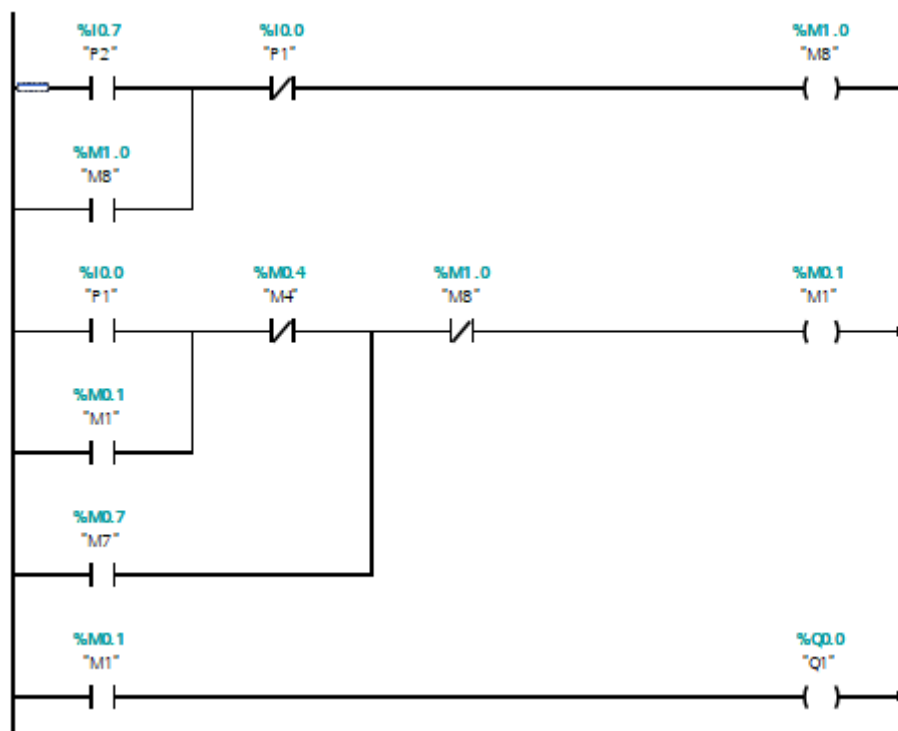 %I0.7 %I0.0 %M1.0
"P2" "P1" "M8"
%M1.0
"M8"
%I0.0 %M0.4 %M1.0 %M0.1
"P1" "M4" "M8" "M1"
%M0.1
"M1"
%M0.7
"M7"
%M0.1 %Q0.0
"M1" "Q1"